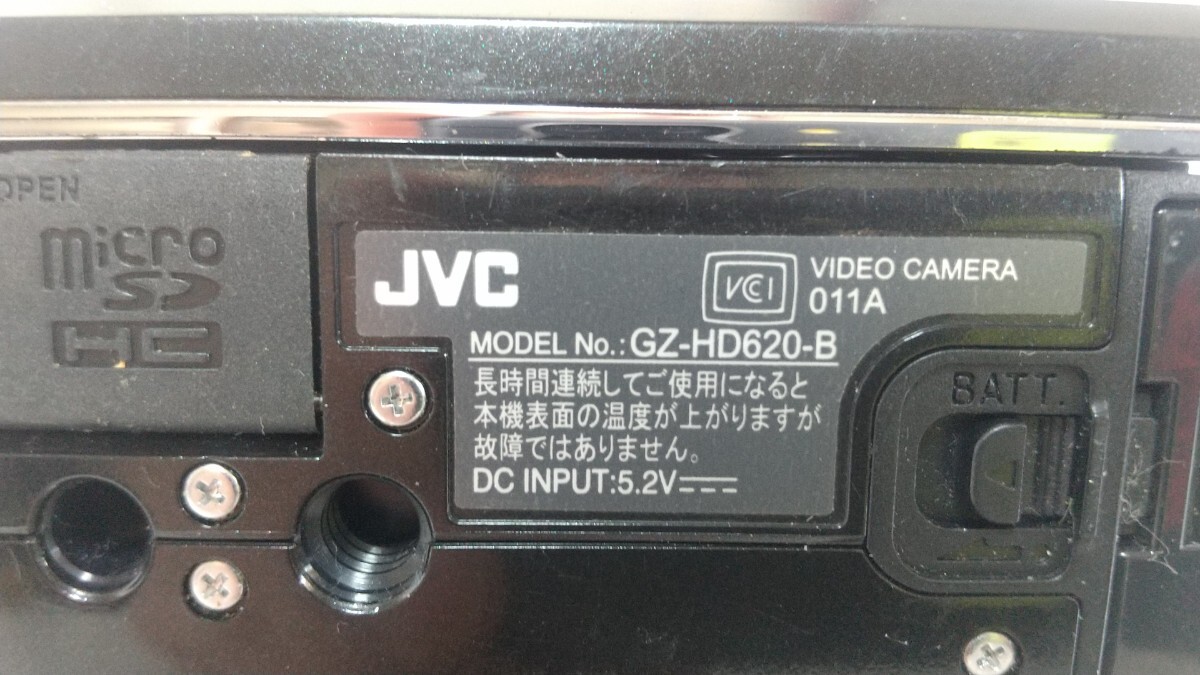 OPEN
micro
SD
HC
JVC
VCCI
VIDEO CAMERA
011A
MODEL No.:GZ-HD620-B
長時間連続してご使用になると
本機表面の温度が上がりますが
故障ではありません。
DC INPUT:5.2V
BATT.